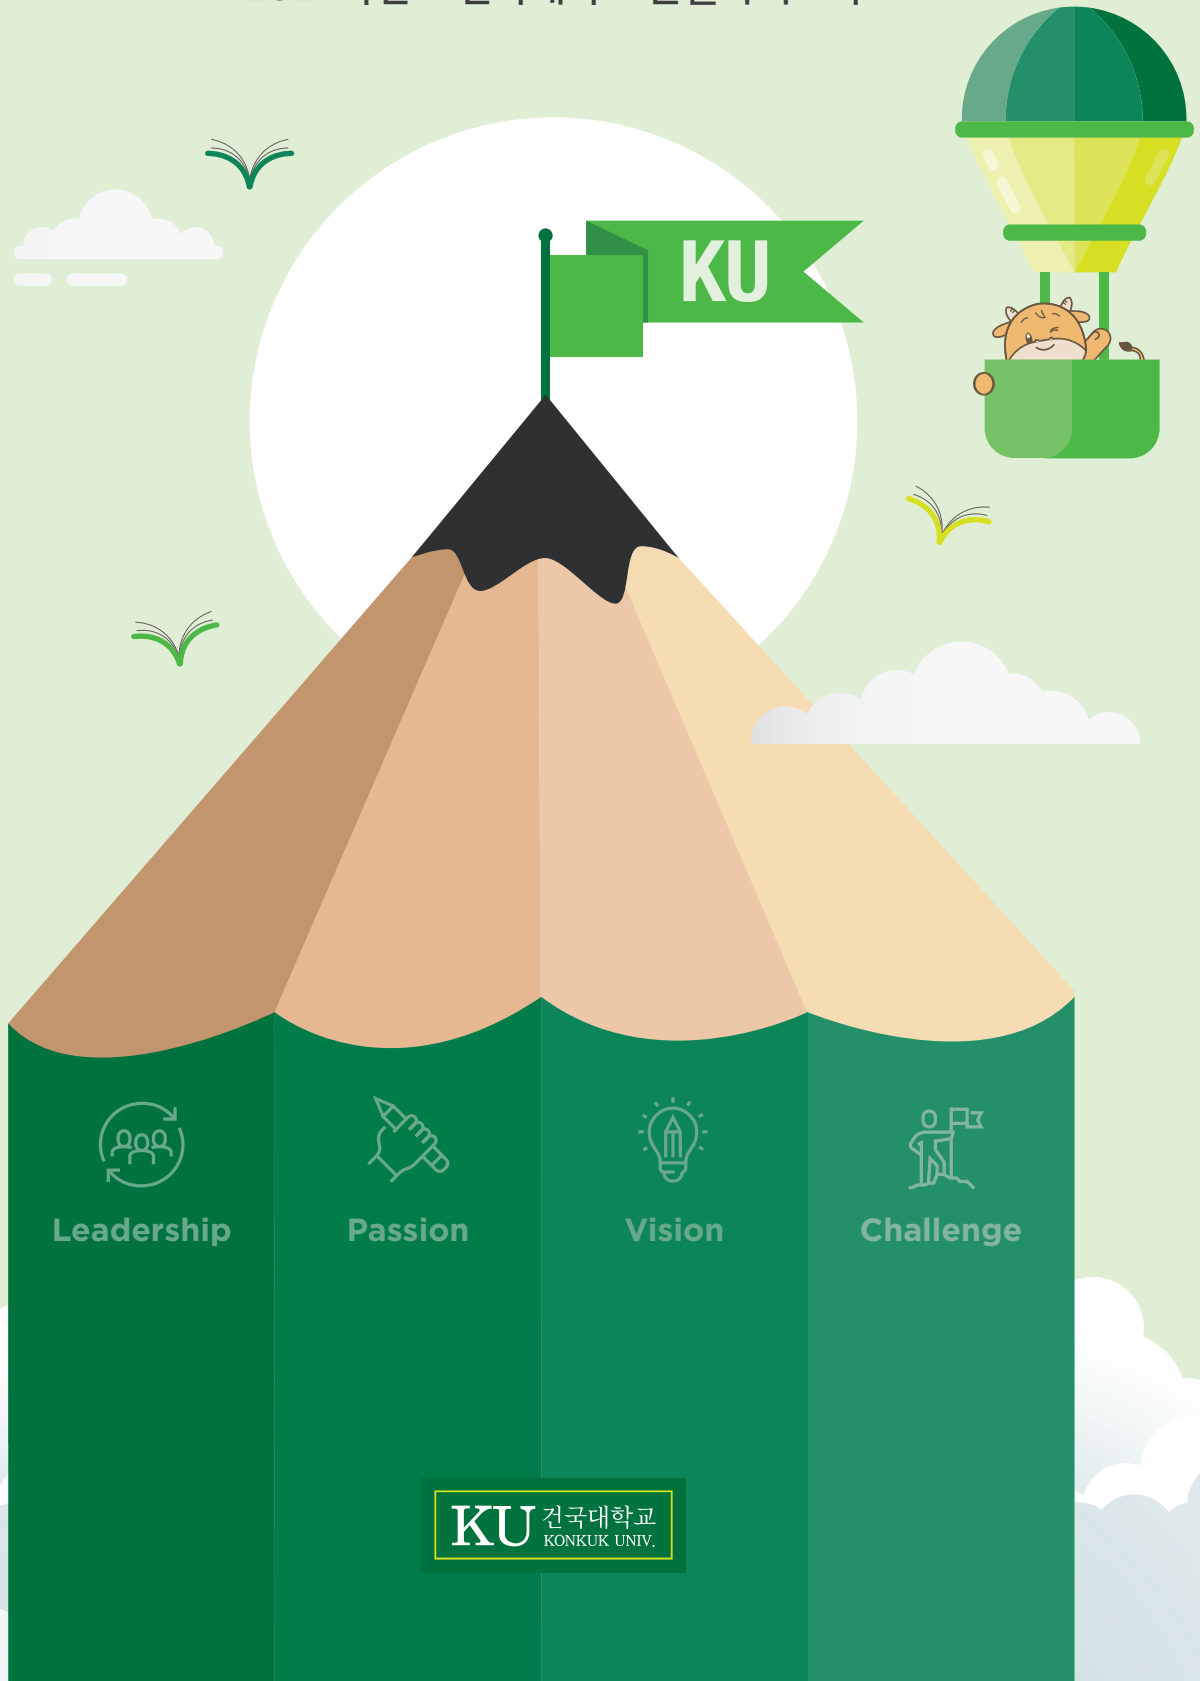 KU
Leadership
Passion
Vision
Challenge
KU 건국대학교
KONKUK UNIV.